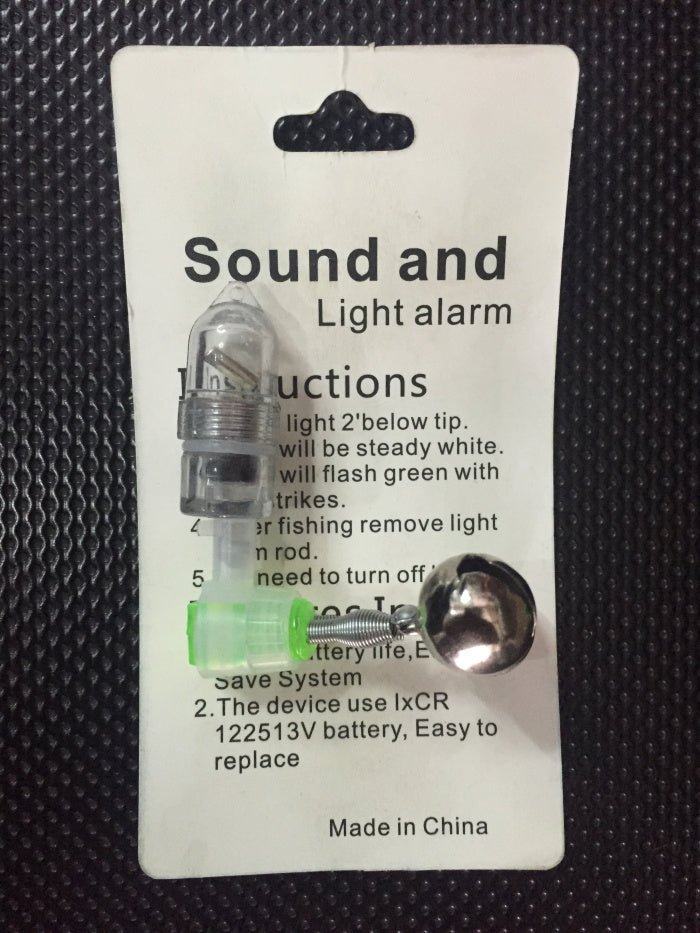 Sound and
Light alarm
uctions
light 2'below tip.
will be steady white.
will flash green with
trikes.
fishing remove light
rod.
5 need to turn off
life,
Save System
2.The device use IxCR
122513V battery, Easy to
replace
Made in China